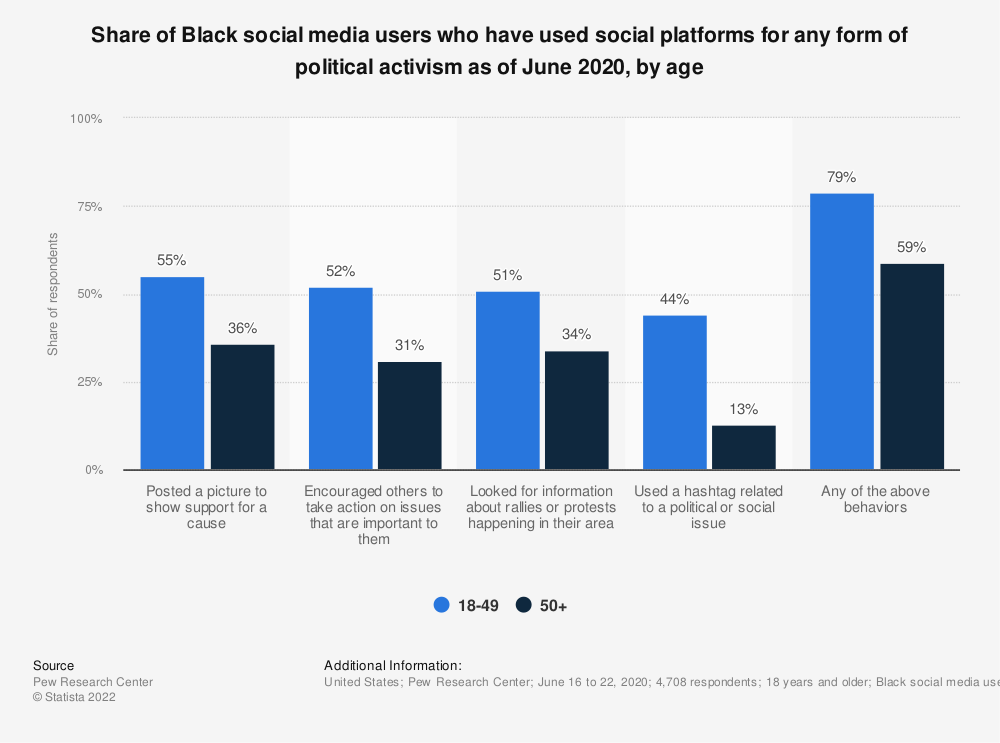 Share of Black social media users who have used social platforms for any form of
political activism as of June 2020, by age
100%
75%
50%
25%
0%
Share of respondents
55%
36%
52%
31%
51%
34%
44%
13%
79%
59%
Posted a picture to
show support for a
cause
Encouraged others to
take action on issues
that are important to
them
Looked for information
about rallies or protests
happening in their area
Used a hashtag related
to a political or social
issue
Any of the above
behaviors
18-49
50+
Source
Pew Research Center
© Statista 2022
Additional Information:
United States; Pew Research Center; June 16 to 22, 2020; 4,708 respondents; 18 years and older; Black social media